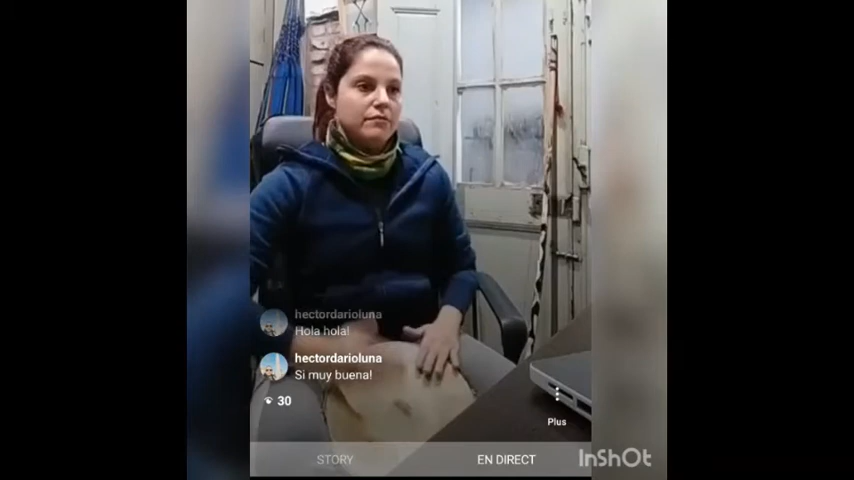 hectordarioluna
Hola hola!
hectordarioluna
Si muy buena!
30
Plus
STORY
EN DIRECT
InShOt